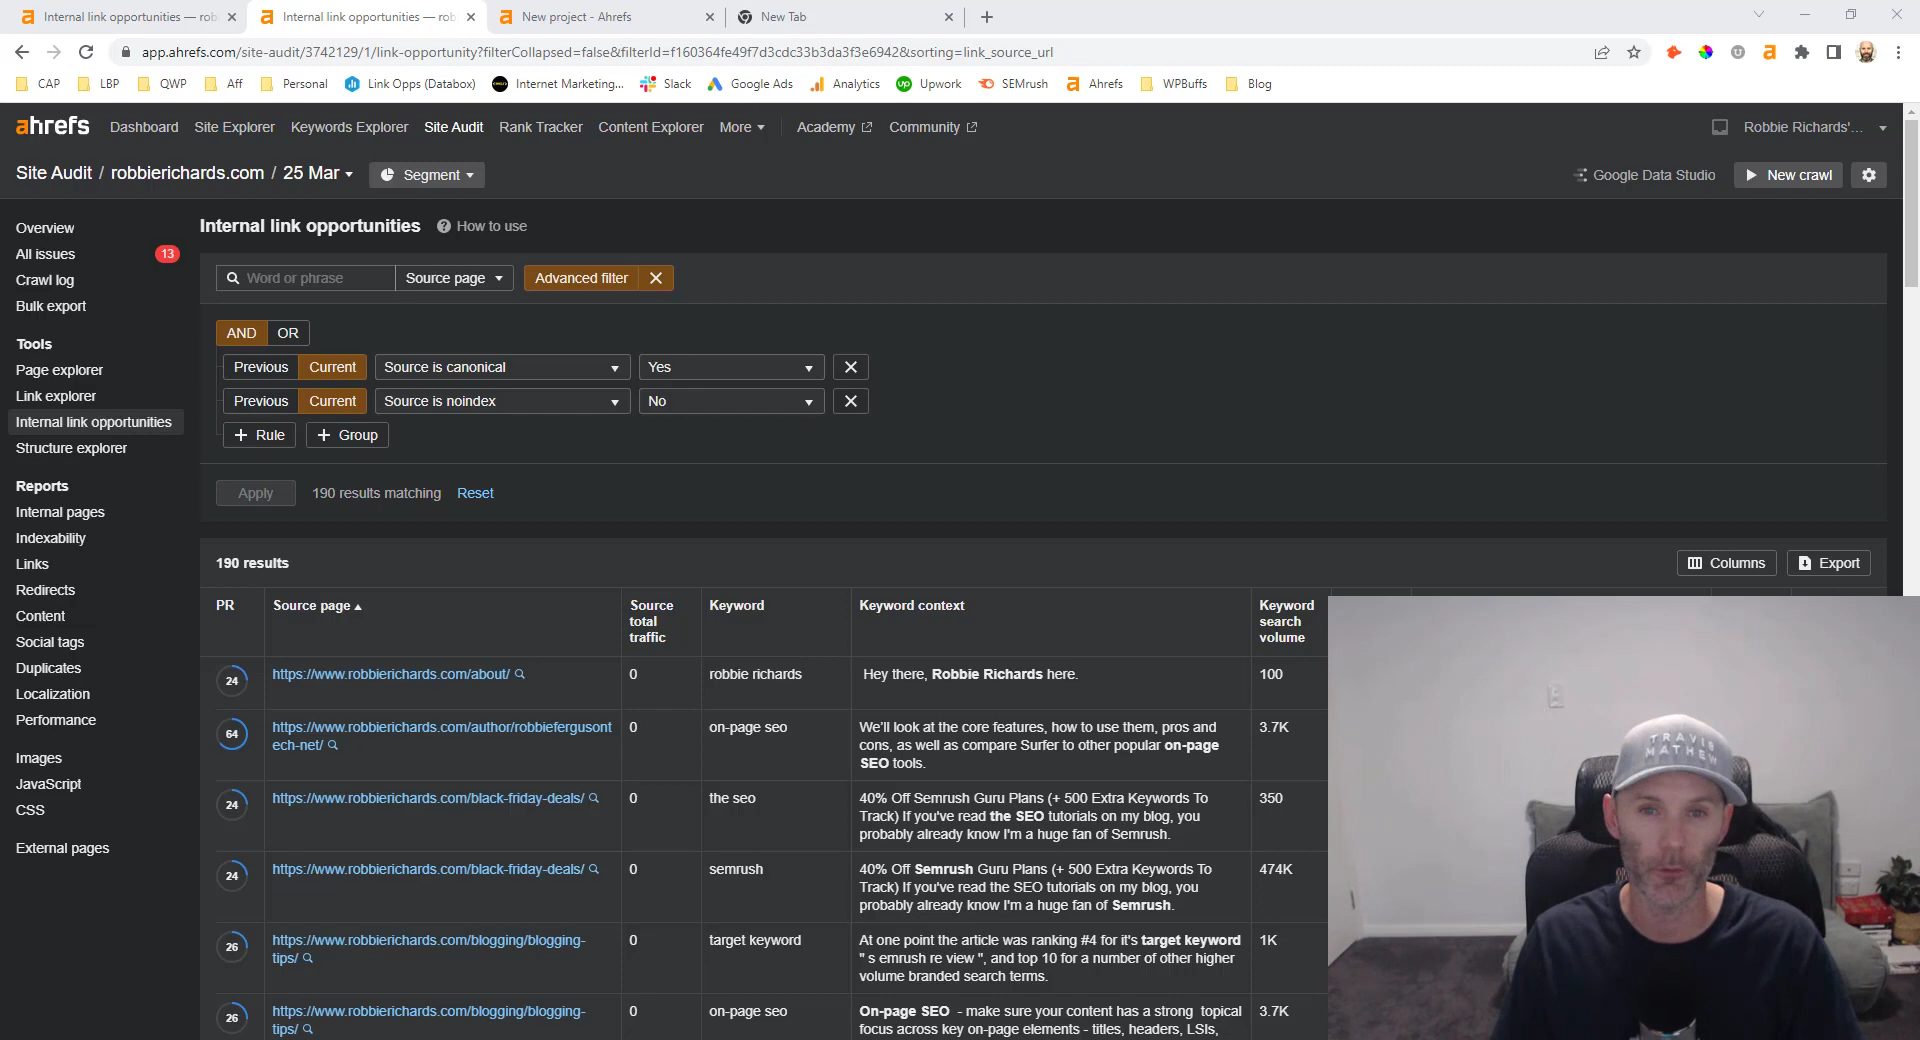 Internal link opportunities — rob
Internal link opportunities — rob
New project - Ahrefs
New Tab
app.ahrefs.com/site-audit/3742129/1/link-opportunity?filterCollapsed=false&filterId=f160364fe49f7d3cdc33b3da3f3e6942&sorting=link_source_url
CAP LBP QWP Aff Personal Link Opps (Databox) Internet Marketing... Slack Google Ads Analytics Upwork SEMrush Ahrefs WPBuffs Blog
ahrefs Dashboard Site Explorer Keywords Explorer Site Audit Rank Tracker Content Explorer More Academy Community Robbie Richards'...
Site Audit / robbierichards.com / 25 Mar Segment Google Data Studio New crawl
Overview
All issues 13
Crawl log
Bulk export
Tools
Page explorer
Link explorer
Internal link opportunities
Structure explorer
Reports
Internal pages
Indexability
Links
Redirects
Content
Social tags
Duplicates
Localization
Performance
Images
JavaScript
CSS
External pages
Internal link opportunities How to use
Word or phrase Source page Advanced filter
AND OR
Previous Current Source is canonical Yes
Previous Current Source is noindex No
Rule Group
Apply 190 results matching Reset
190 results Columns Export
PR Source page Source total traffic Keyword Keyword context Keyword search volume
24 https://www.robbierichards.com/about/ 0 robbie richards Hey there, Robbie Richards here. 100
64 https://www.robbierichards.com/author/robbiefergusont 0 on-page seo We'll look at the core features, how to use them, pros and 3.7K
ech-net/ cons, as well as compare Surfer to other popular on-page
SEO tools.
24 https://www.robbierichards.com/black-friday-deals/ 0 the seo 40% Off Semrush Guru Plans (+ 500 Extra Keywords To 350
Track) If you've read the SEO tutorials on my blog, you
probably already know I'm a huge fan of Semrush.
24 https://www.robbierichards.com/black-friday-deals/ 0 semrush 40% Off Semrush Guru Plans (+ 500 Extra Keywords To 474K
Track) If you've read the SEO tutorials on my blog, you
probably already know I'm a huge fan of Semrush.
26 https://www.robbierichards.com/blogging/blogging- 0 target keyword At one point the article was ranking #4 for it's target keyword 1K
tips/ " s emrush re view ", and top 10 for a number of other higher
volume branded search terms.
26 https://www.robbierichards.com/blogging/blogging- 0 on-page seo On-page SEO - make sure your content has a strong topical 3.7K
tips/ focus across key on-page elements - titles, headers, LSIs,
TRAVIS
MATHEW